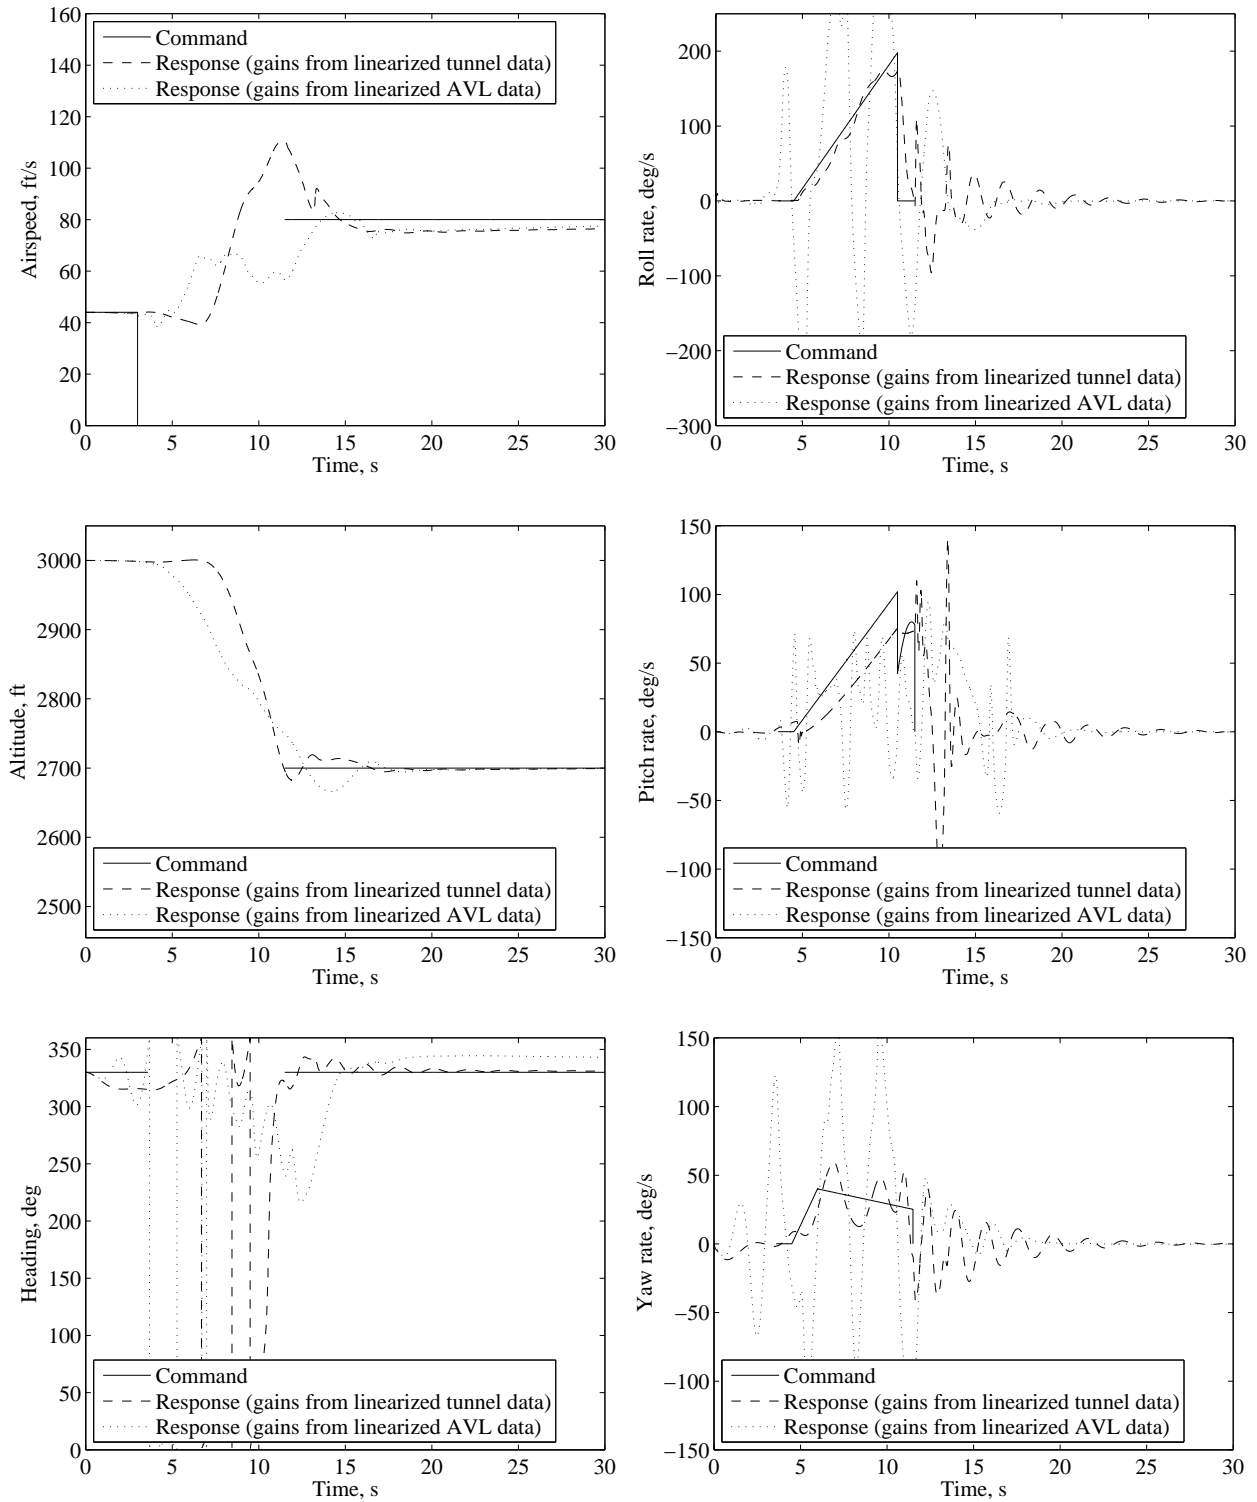 160
140
120
100
80
60
40
20
0
Airspeed, ft/s
Command
Response (gains from linearized tunnel data)
Response (gains from linearized AVL data)
0 5 10 15 20 25 30
Time, s
200
100
0
−100
−200
−300
Roll rate, deg/s
Command
Response (gains from linearized tunnel data)
Response (gains from linearized AVL data)
0 5 10 15 20 25 30
Time, s
3000
2900
2800
2700
2600
2500
Altitude, ft
Command
Response (gains from linearized tunnel data)
Response (gains from linearized AVL data)
0 5 10 15 20 25 30
Time, s
150
100
50
0
−50
−100
−150
Pitch rate, deg/s
Command
Response (gains from linearized tunnel data)
Response (gains from linearized AVL data)
0 5 10 15 20 25 30
Time, s
350
300
250
200
150
100
50
0
Heading, deg
Command
Response (gains from linearized tunnel data)
Response (gains from linearized AVL data)
0 5 10 15 20 25 30
Time, s
150
100
50
0
−50
−100
−150
Yaw rate, deg/s
Command
Response (gains from linearized tunnel data)
Response (gains from linearized AVL data)
0 5 10 15 20 25 30
Time, s